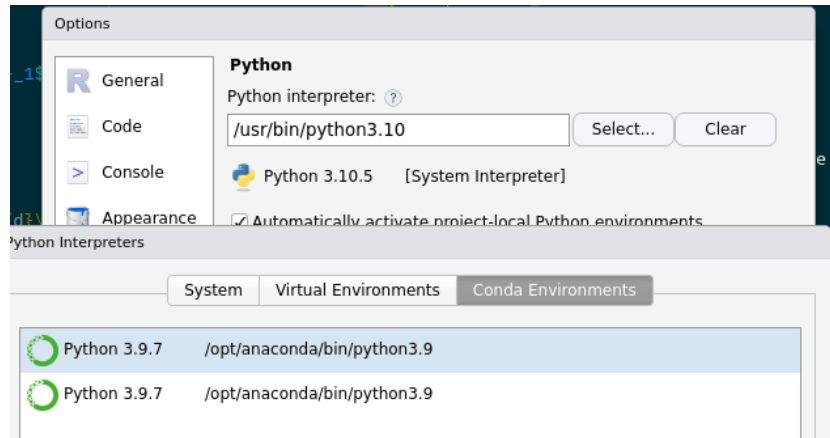 Options
_1$
General
Code
Console
Appearance
Python
Python interpreter: ?
/usr/bin/python3.10
Select...
Clear
Python 3.10.5 [System Interpreter]
Automatically activate project-local Python environments
e
d}\
Python Interpreters
System
Virtual Environments
Conda Environments
Python 3.9.7 /opt/anaconda/bin/python3.9
Python 3.9.7 /opt/anaconda/bin/python3.9